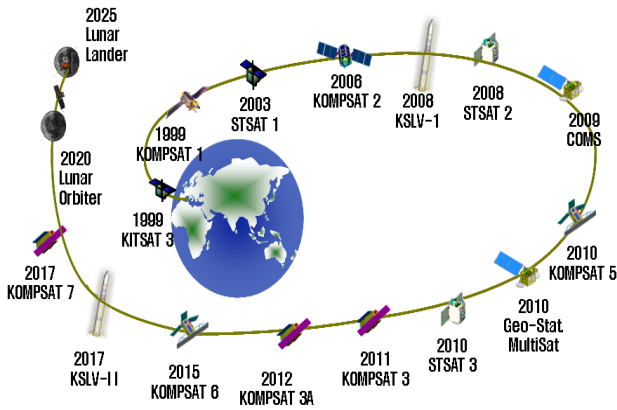 2025
Lunar
Lander
2020
Lunar
Orbiter
2017
KOMPSAT 7
2017
KSLV-II
2015
KOMPSAT 6
2012
KOMPSAT 3A
2011
KOMPSAT 3
2010
STSAT 3
2010
Geo-Stat.
MultiSat
2010
KOMPSAT 5
2009
COMS
2008
STSAT 2
2008
KSLV-1
2006
KOMPSAT 2
2003
STSAT 1
1999
KOMPSAT 1
1999
KITSAT 3